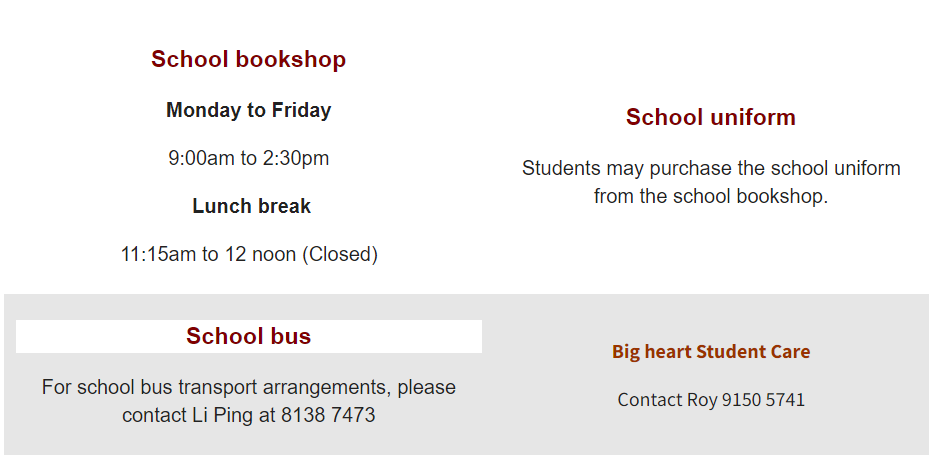 School bookshop
Monday to Friday
9:00am to 2:30pm
Lunch break
11:15am to 12 noon (Closed)
School uniform
Students may purchase the school uniform
from the school bookshop.
School bus
For school bus transport arrangements, please
contact Li Ping at 8138 7473
Big heart Student Care
Contact Roy 9150 5741